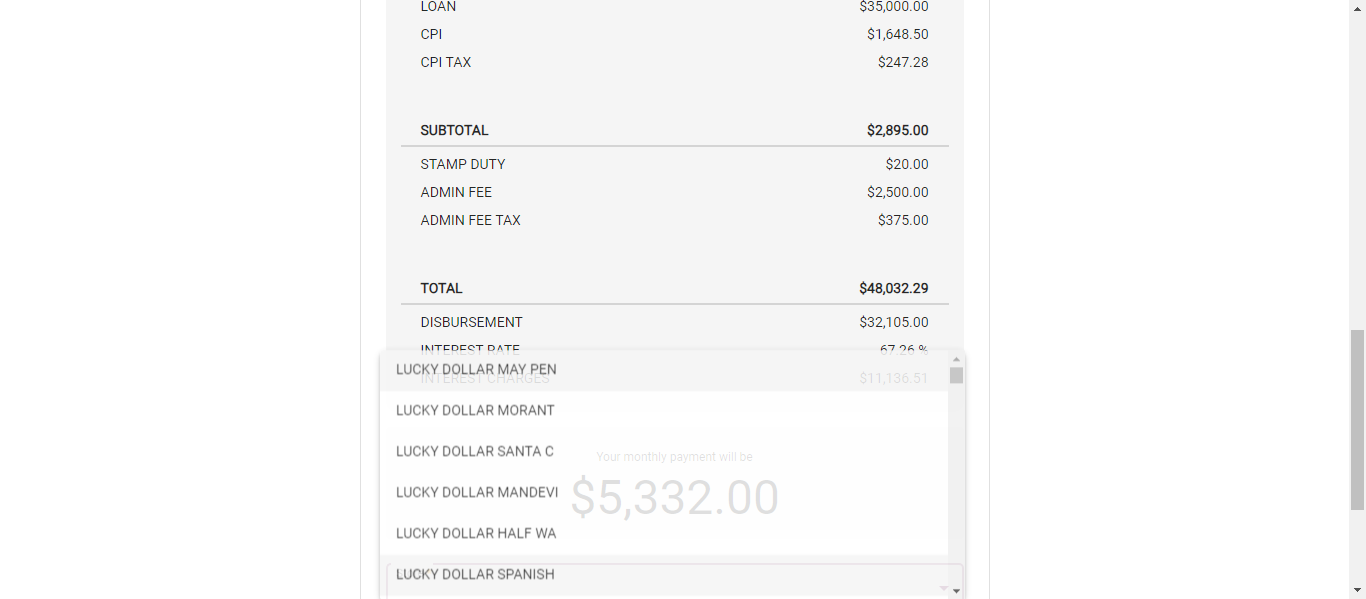 LOAN $35,000.00
CPI $1,648.50
CPI TAX $247.28
SUBTOTAL $2,895.00
STAMP DUTY $20.00
ADMIN FEE $2,500.00
ADMIN FEE TAX $375.00
TOTAL $48,032.29
DISBURSEMENT $32,105.00
INTEREST RATE 67.26 %
LUCKY DOLLAR MAY PEN
INTEREST CHARGES $11,136.51
LUCKY DOLLAR MORANT
LUCKY DOLLAR SANTA C
Your monthly payment will be
LUCKY DOLLAR MANDEVI
$5,332.00
LUCKY DOLLAR HALF WA
LUCKY DOLLAR SPANISH